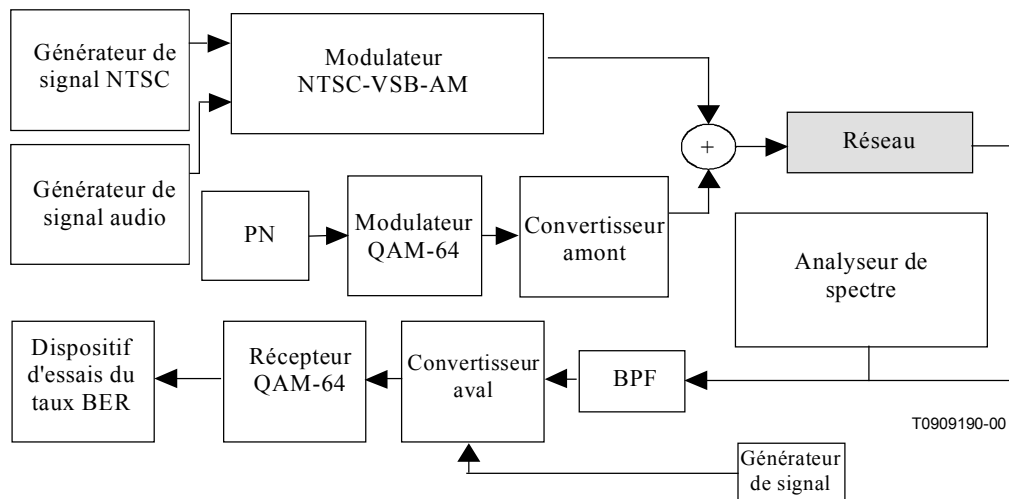 Générateur de
signal NTSC
Modulateur
NTSC-VSB-AM
Générateur de
signal audio
PN
Modulateur
QAM-64
Convertisseur
amont
+
Réseau
Analyseur de
spectre
Dispositif
d'essais du
taux BER
Récepteur
QAM-64
Convertisseur
aval
BPF
T0909190-00
Générateur
de signal